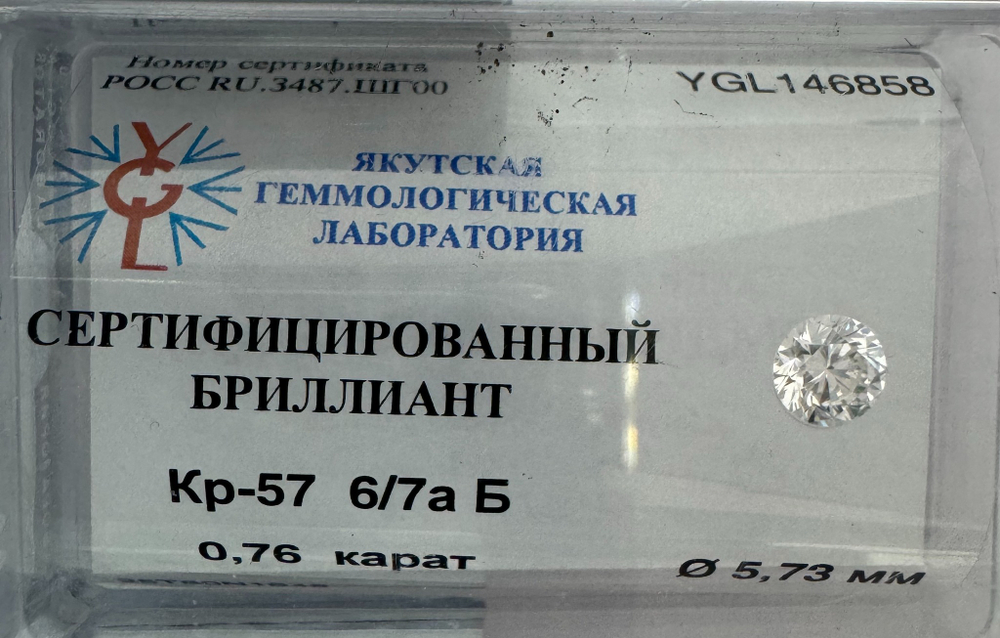 Номер сертификата
РОСС RU.3487.ШГ00
YGL146858
YGL
ЯКУТСКАЯ
ГЕММОЛОГИЧЕСКАЯ
ЛАБОРАТОРИЯ
СЕРТИФИЦИРОВАННЫЙ
БРИЛЛИАНТ
Кр-57 6/7а Б
0,76 карат
Ø 5,73 мм